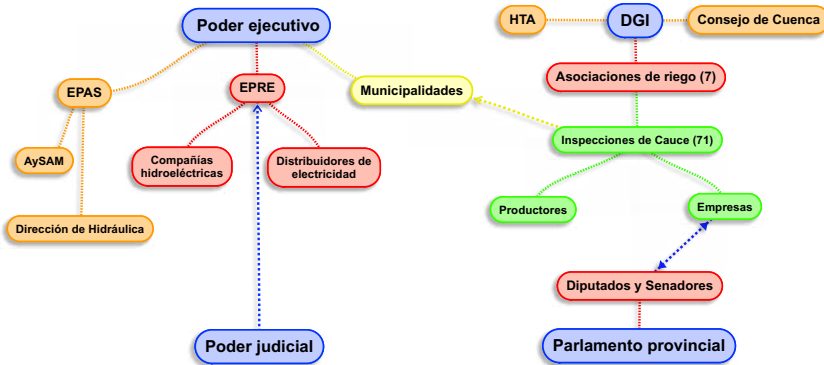 Poder ejecutivo
HTA
DGI
Consejo de Cuenca
EPAS
EPRE
Municipalidades
Asociaciones de riego (7)
AySAM
Compañías
hidroeléctricas
Distribuidores de
electricidad
Inspecciones de Cauce (71)
Dirección de Hidráulica
Productores
Empresas
Diputados y Senadores
Poder judicial
Parlamento provincial